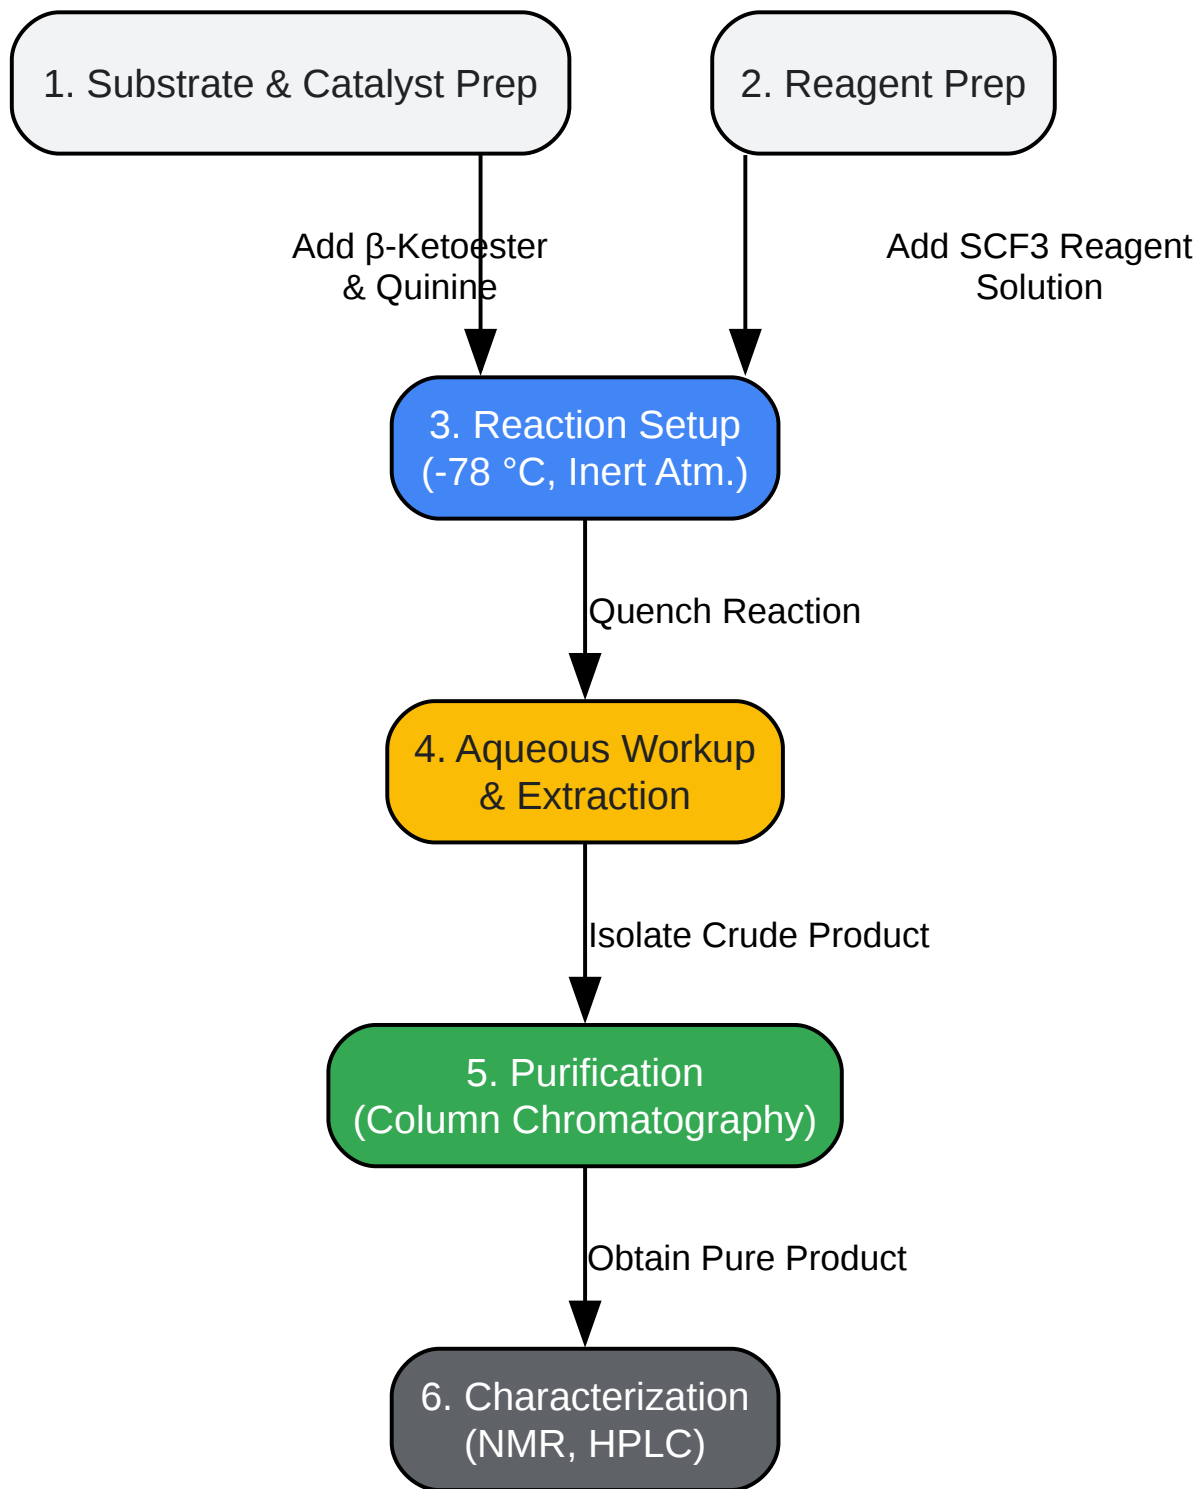 1. Substrate & Catalyst Prep
2. Reagent Prep
Add β-Ketoester
& Quinine
Add SCF3 Reagent
Solution
3. Reaction Setup
(-78 °C, Inert Atm.)
Quench Reaction
4. Aqueous Workup
& Extraction
Isolate Crude Product
5. Purification
(Column Chromatography)
Obtain Pure Product
6. Characterization
(NMR, HPLC)